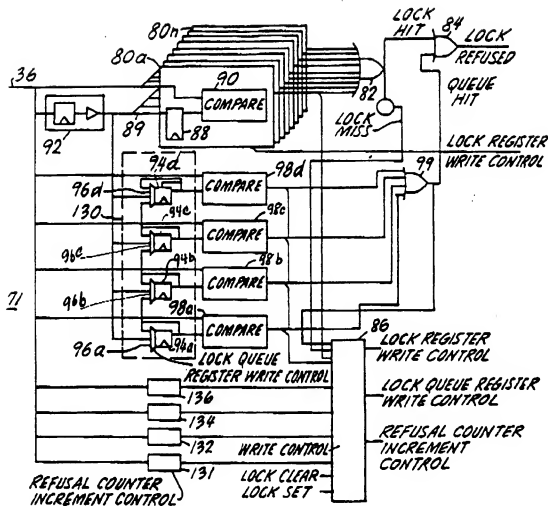 80n
80a
LOCK
HIT
84
LOCK
REFUSED
36
90
COMPARE
82
QUEUE
HIT
92
89
88
LOCK
MISS
LOCK REGISTER
WRITE CONTROL
94d
96d
COMPARE
98d
99
130
94c
98c
96c
COMPARE
94b
98b
96b
COMPARE
71
98a
COMPARE
86
96a
94a
LOCK QUEUE
REGISTER WRITE CONTROL
LOCK REGISTER
WRITE CONTROL
136
LOCK QUEUE REGISTER
WRITE CONTROL
134
132
WRITE CONTROL
REFUSAL COUNTER
INCREMENT
CONTROL
131
REFUSAL COUNTER
INCREMENT CONTROL
LOCK CLEAR
LOCK SET